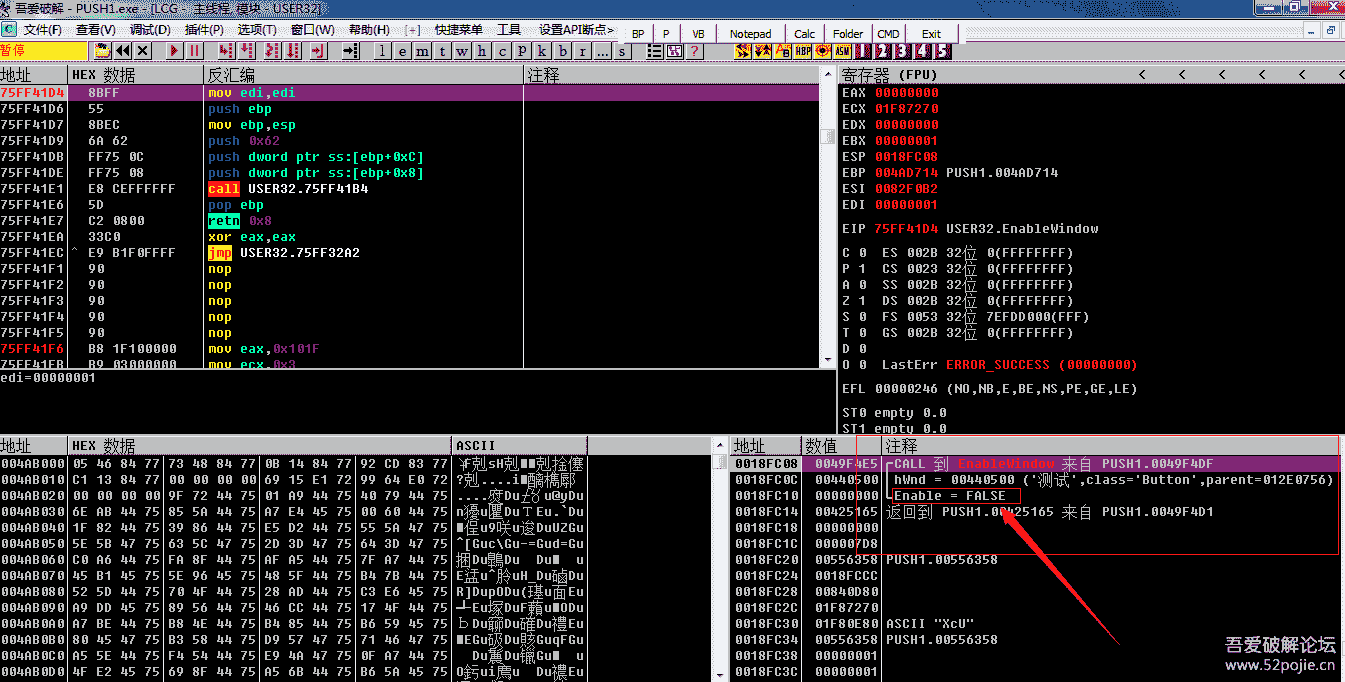 吾爱破解 - PUSH1.exe - [LCG - 主线程, 模块 - USER32]
文件(F) 查看(V) 调试(D) 插件(P) 选项(T) 窗口(W) 帮助(H) [+] 快捷菜单 工具 设置API断点> BP P VB Notepad Calc Folder CMD Exit
暂停 l e m t w h c p k b r ... s
地址 HEX 数据 反汇编 注释
75FF41D4 8BFF mov edi,edi
75FF41D6 55 push ebp
75FF41D7 8BEC mov ebp,esp
75FF41D9 6A 62 push 0x62
75FF41DB FF75 0C push dword ptr ss:[ebp+0xC]
75FF41DE FF75 08 push dword ptr ss:[ebp+0x8]
75FF41E1 E8 CEFFFFFF call USER32.75FF41B4
75FF41E6 5D pop ebp
75FF41E7 C2 0800 retn 0x8
75FF41EA 33C0 xor eax,eax
75FF41EC ^ E9 B1F0FFFF jmp USER32.75FF32A2
75FF41F1 90 nop
75FF41F2 90 nop
75FF41F3 90 nop
75FF41F4 90 nop
75FF41F5 90 nop
75FF41F6 B8 1F100000 mov eax,0x101F
75FF41FB B9 03000000 mov ecx,0x3
edi=00000001
寄存器 (FPU) < < < < < <
EAX 00000000
ECX 01F87270
EDX 00000000
EBX 00000001
ESP 0018FC08
EBP 004AD714 PUSH1.004AD714
ESI 0082F0B2
EDI 00000001
EIP 75FF41D4 USER32.EnableWindow
C 0 ES 002B 32位 0(FFFFFFFF)
P 1 CS 0023 32位 0(FFFFFFFF)
A 0 SS 002B 32位 0(FFFFFFFF)
Z 1 DS 002B 32位 0(FFFFFFFF)
S 0 FS 0053 32位 7EFDD000(FFF)
T 0 GS 002B 32位 0(FFFFFFFF)
D 0
O 0 LastErr ERROR_SUCCESS (00000000)
EFL 00000246 (NO,NB,E,BE,NS,PE,GE,LE)
ST0 empty 0.0
ST1 empty 0.0
地址 HEX 数据 ASCII
004AB000 05 46 84 77 73 48 84 77 0B 14 84 77 92 CD 83 77
004AB010 C1 13 84 77 00 00 00 00 69 15 E1 72 99 64 E0 72
004AB020 00 00 00 00 9F 72 44 75 01 A9 44 75 40 79 44 75
004AB030 6E AB 44 75 85 5A 44 75 A7 E4 45 75 00 60 44 75
004AB040 1F 82 44 75 39 86 44 75 E5 D2 44 75 55 5A 47 75
004AB050 5E 5B 47 75 63 5C 47 75 2D 3D 47 75 64 3D 47 75
004AB060 C0 A6 44 75 FA 8F 44 75 AF A5 44 75 7F A7 44 75
004AB070 45 B1 45 75 5E 96 45 75 48 5F 44 75 B4 7B 44 75
004AB080 52 5D 44 75 70 4F 44 75 28 AD 44 75 C3 E6 45 75
004AB090 A9 DD 45 75 89 56 44 75 46 CC 44 75 17 4F 44 75
004AB0A0 A7 BE 44 75 B8 4E 44 75 B4 85 44 75 B6 59 45 75
004AB0B0 80 45 47 75 B3 58 44 75 D9 57 47 75 71 46 47 75
004AB0C0 A5 5E 44 75 F4 54 44 75 E9 4A 47 75 0F A7 44 75
004AB0D0 4F E2 45 75 69 8F 44 75 A5 6B 44 75 B6 5A 45 75
地址 数值 注释
0018FC08 0049F4E5 CALL 到 EnableWindow 来自 PUSH1.0049F4DF
0018FC0C 00440500 hWnd = 00440500 ('测试',class='Button',parent=012E0756)
0018FC10 00000000 Enable = FALSE
0018FC14 00425165 返回到 PUSH1.00425165 来自 PUSH1.0049F4D1
0018FC18 00000000
0018FC1C 000007D8
0018FC20 00556358 PUSH1.00556358
0018FC24 0018FCCC
0018FC28 00840D80
0018FC2C 01F87270
0018FC30 01F80E80 ASCII "XcU"
0018FC34 00556358 PUSH1.00556358
0018FC38 00000001
0018FC3C 00000001
吾爱破解论坛
www.52pojie.cn